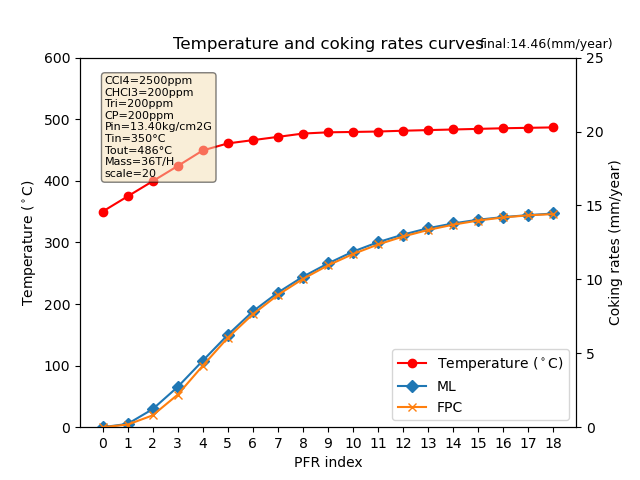 Temperature and coking rates curves
final:14.46(mm/year)
600
500
400
300
200
100
0
Temperature (°C)
CCl4=2500ppm
CHCl3=200ppm
Tri=200ppm
CP=200ppm
Pin=13.40kg/cm2G
Tin=350°C
Tout=486°C
Mass=36T/H
scale=20
25
20
15
10
5
0
Coking rates (mm/year)
Temperature (°C)
ML
FPC
0 1 2 3 4 5 6 7 8 9 10 11 12 13 14 15 16 17 18
PFR index